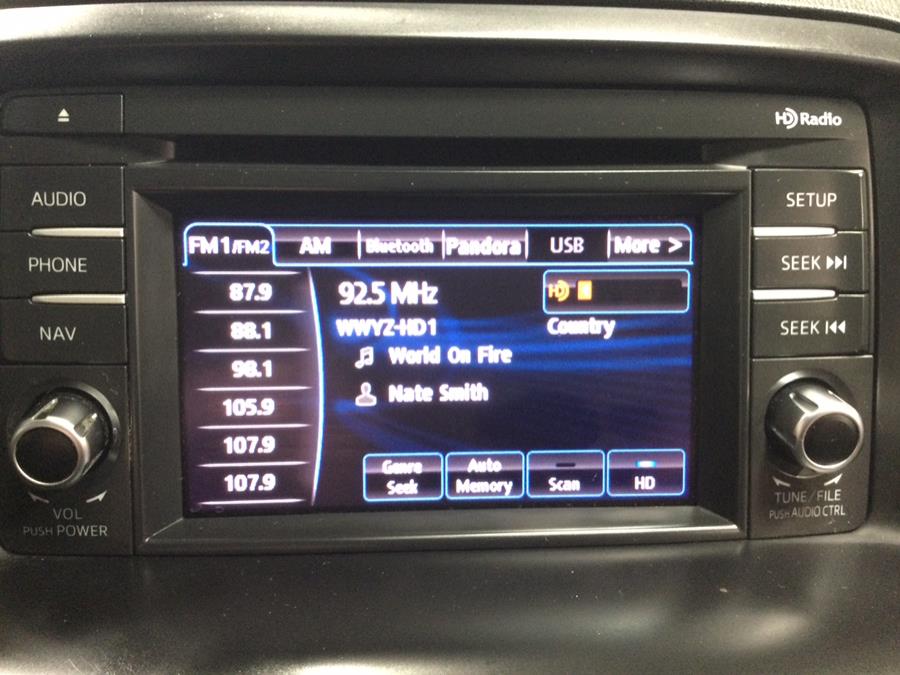 HD Radio
AUDIO
PHONE
NAV
VOL
PUSH POWER
FM1/FM2 AM Bluetooth Pandora USB More >
87.9
88.1
98.1
105.9
107.9
107.9
92.5 MHz
HD
WWYZ-HD1
Country
World On Fire
Nate Smith
Genre Seek
Auto Memory
Scan
HD
SETUP
SEEK
SEEK
TUNE/FILE
PUSH AUDIO CTRL